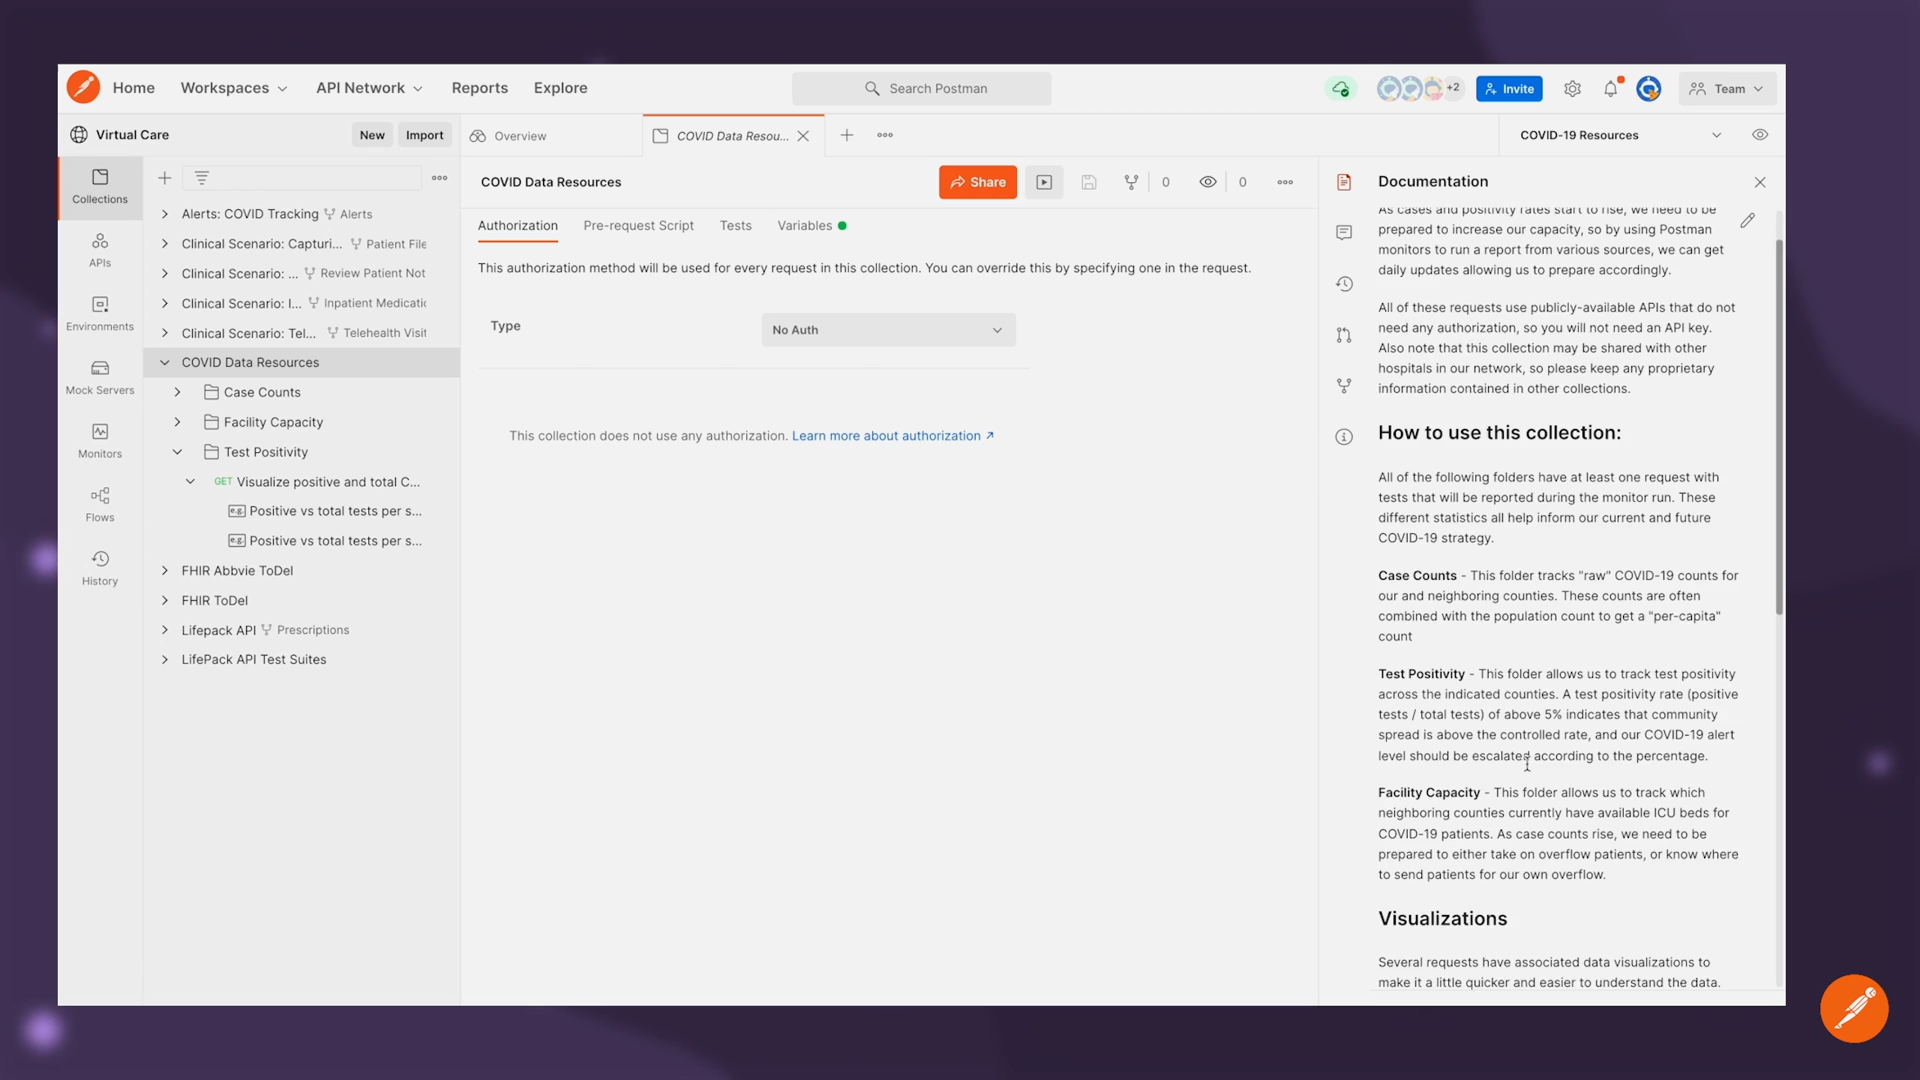 Home
Workspaces
API Network
Reports
Explore
Search Postman
+2
Invite
Team
Virtual Care
New
Import
Overview
COVID Data Resou...
COVID-19 Resources
Collections
APIs
Environments
Mock Servers
Monitors
Flows
History
Alerts: COVID Tracking Alerts
Clinical Scenario: Capturi... Patient File
Clinical Scenario: ... Review Patient Not
Clinical Scenario: I... Inpatient Medicati
Clinical Scenario: Tel... Telehealth Visit
COVID Data Resources
Case Counts
Facility Capacity
Test Positivity
GET Visualize positive and total C...
e.g. Positive vs total tests per s...
e.g. Positive vs total tests per s...
FHIR Abbvie ToDel
FHIR ToDel
Lifepack API Prescriptions
LifePack API Test Suites
COVID Data Resources
Share
0
0
Authorization
Pre-request Script
Tests
Variables
This authorization method will be used for every request in this collection. You can override this by specifying one in the request.
Type
No Auth
This collection does not use any authorization. Learn more about authorization ↗
Documentation
As cases and positivity rates start to rise, we need to be
prepared to increase our capacity, so by using Postman
monitors to run a report from various sources, we can get
daily updates allowing us to prepare accordingly.
All of these requests use publicly-available APIs that do not
need any authorization, so you will not need an API key.
Also note that this collection may be shared with other
hospitals in our network, so please keep any proprietary
information contained in other collections.
How to use this collection:
All of the following folders have at least one request with
tests that will be reported during the monitor run. These
different statistics all help inform our current and future
COVID-19 strategy.
Case Counts - This folder tracks "raw" COVID-19 counts for
our and neighboring counties. These counts are often
combined with the population count to get a "per-capita"
count
Test Positivity - This folder allows us to track test positivity
across the indicated counties. A test positivity rate (positive
tests / total tests) of above 5% indicates that community
spread is above the controlled rate, and our COVID-19 alert
level should be escalated according to the percentage.
Facility Capacity - This folder allows us to track which
neighboring counties currently have available ICU beds for
COVID-19 patients. As case counts rise, we need to be
prepared to either take on overflow patients, or know where
to send patients for our own overflow.
Visualizations
Several requests have associated data visualizations to
make it a little quicker and easier to understand the data.